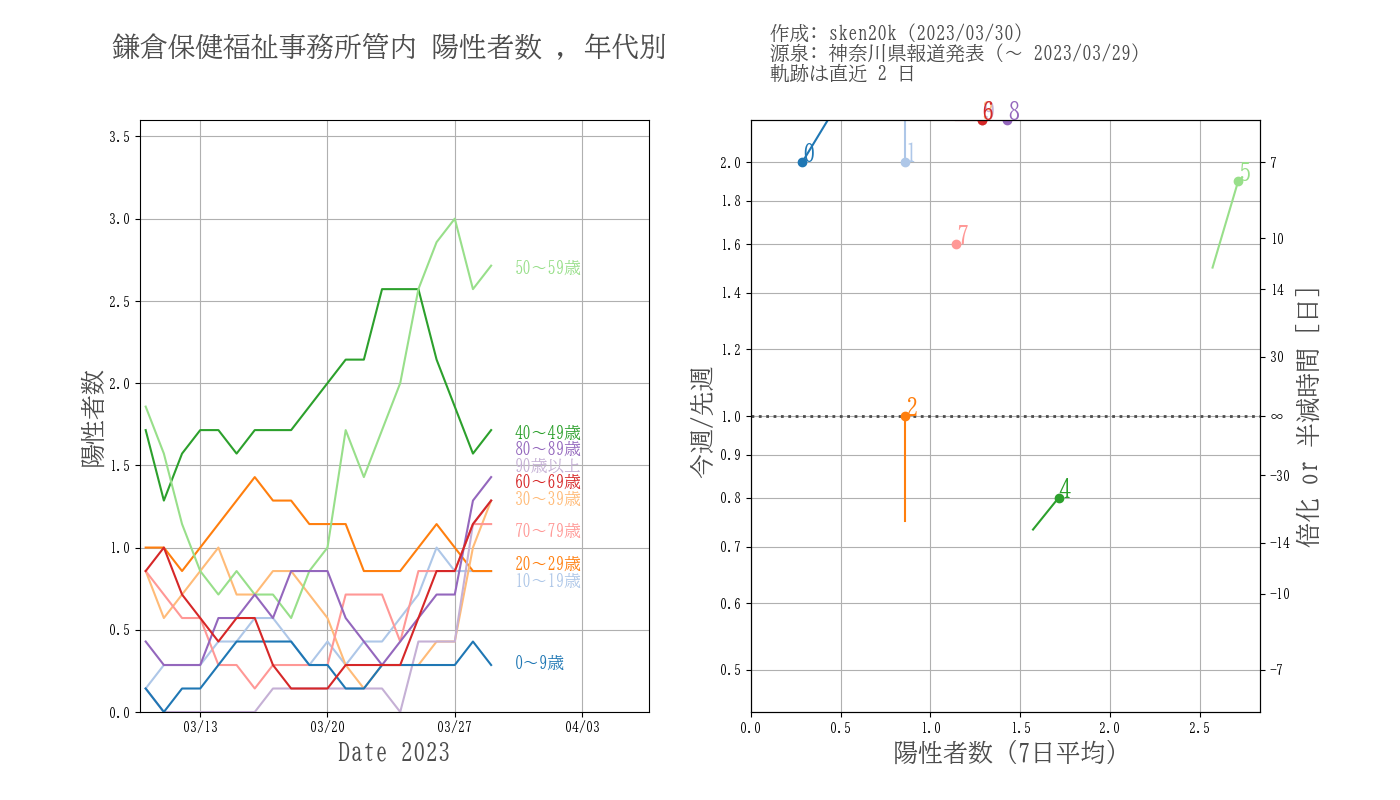 鎌倉保健福祉事務所管内 陽性者数 , 年代別
作成: sken20k (2023/03/30)
源泉: 神奈川県報道発表 (〜 2023/03/29)
軌跡は直近 2 日
陽性者数
3.5
3.0
2.5
2.0
1.5
1.0
0.5
0.0
03/13
03/20
03/27
04/03
Date 2023
50〜59歳
40〜49歳
80〜89歳
90歳以上
60〜69歳
30〜39歳
70〜79歳
20〜29歳
10〜19歳
0〜9歳
今週/先週
2.0
1.8
1.6
1.4
1.2
1.0
0.9
0.8
0.7
0.6
0.5
0
1
6
8
5
7
2
4
0.0
0.5
1.0
1.5
2.0
2.5
陽性者数 (7日平均)
7
10
14
30
∞
-30
-14
-10
-7
倍化 or 半減時間 [日]